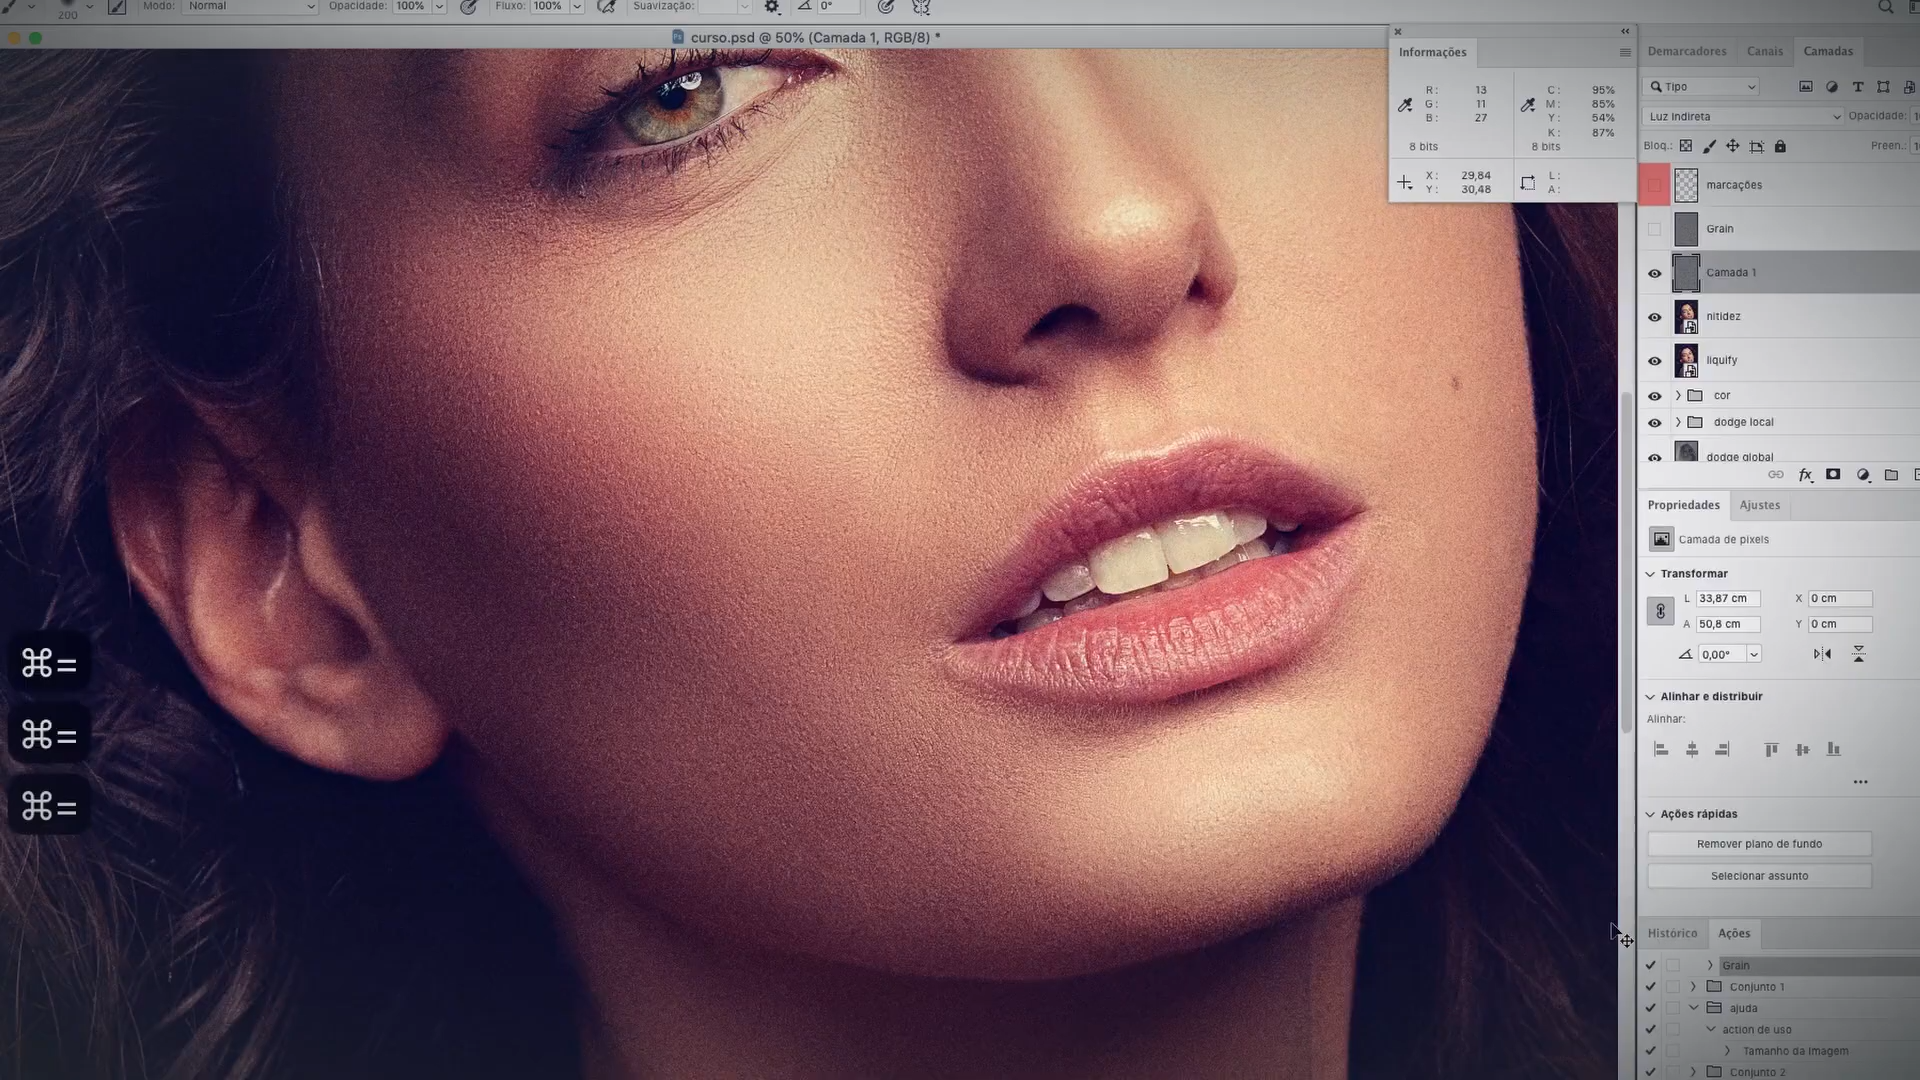 Modo: Normal Opacidade: 100% Fluxo: 100% Suavização: 0°
200
curso.psd @ 50% (Camada 1, RGB/8) *
Informações
R: 13 C: 95%
G: 11 M: 85%
B: 27 Y: 54%
K: 87%
8 bits 8 bits
X: 29,84 L:
Y: 30,48 A:
Demarcadores Canais Camadas
Tipo
Luz indireta Opacidade:
Bloq.: Preen.:
marcações
Grain
Camada 1
nitidez
liquify
cor
dodge local
dodge global
fx
Propriedades Ajustes
Camada de pixels
Transformar
L 33,87 cm X 0 cm
A 50,8 cm Y 0 cm
0,00°
Alinhar e distribuir
Alinhar:
Ações rápidas
Remover plano de fundo
Selecionar assunto
Histórico Ações
Grain
Conjunto 1
ajuda
action de uso
Tamanho da imagem
Conjunto 2
⌘=
⌘=
⌘=